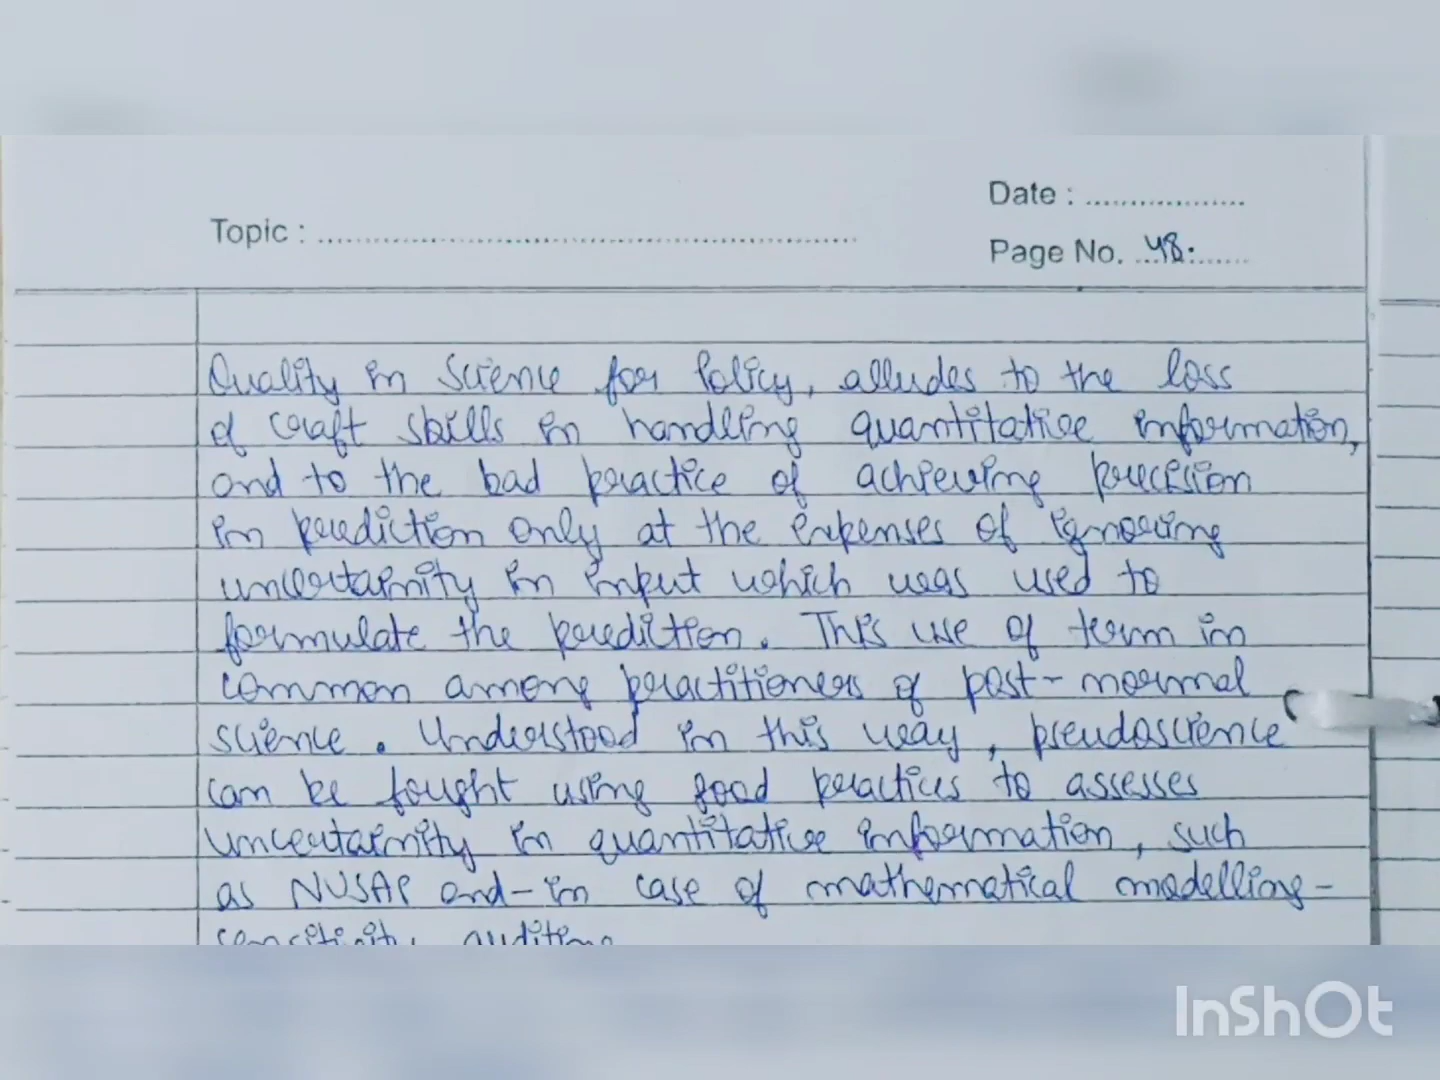 Date : ..................
Topic : ......................................................
Page No. ..48.......
Quality in science for Policy, alludes to the loss
of craft skills in handling quantitative information,
and to the bad practice of achieving precision
in prediction only at the expenses of ignoring
uncertainity in input which was used to
formulate the prediction. This use of term in
common among practitioners of post-normal
science. Understood in this way, pseudoscience
can be fought using good practices to assesses
uncertainity in quantitative information, such
as NUSAP and-in case of mathematical modelling-
sensitivity auditing
InShOt